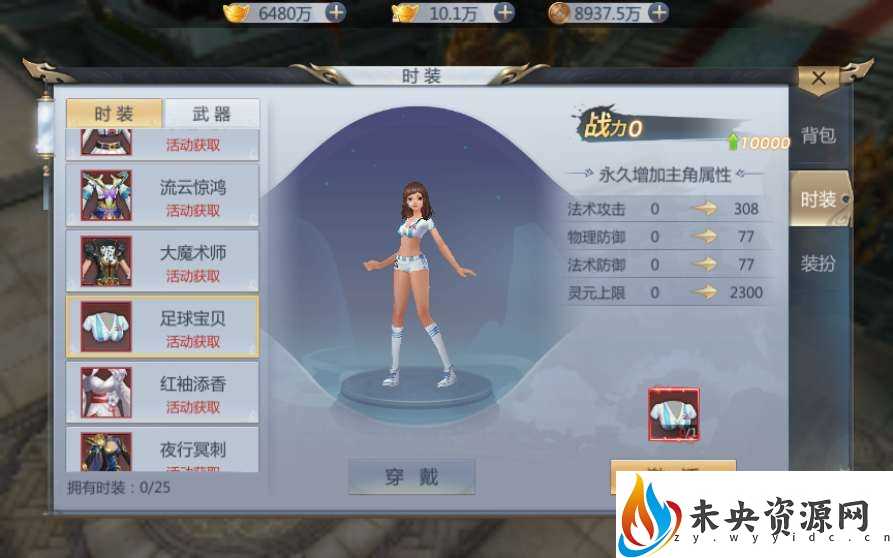 6480万
10.1万
8937.5万
时装
时装
武器
活动获取
流云惊鸿
活动获取
大魔术师
活动获取
足球宝贝
活动获取
红袖添香
活动获取
夜行冥刺
活动获取
拥有时装：0/25
战力0
10000
永久增加主角属性
法术攻击 0 308
物理防御 0 77
法术防御 0 77
灵元上限 0 2300
穿戴
背包
时装
装扮
未央资源网
zy.wyyidc.cn